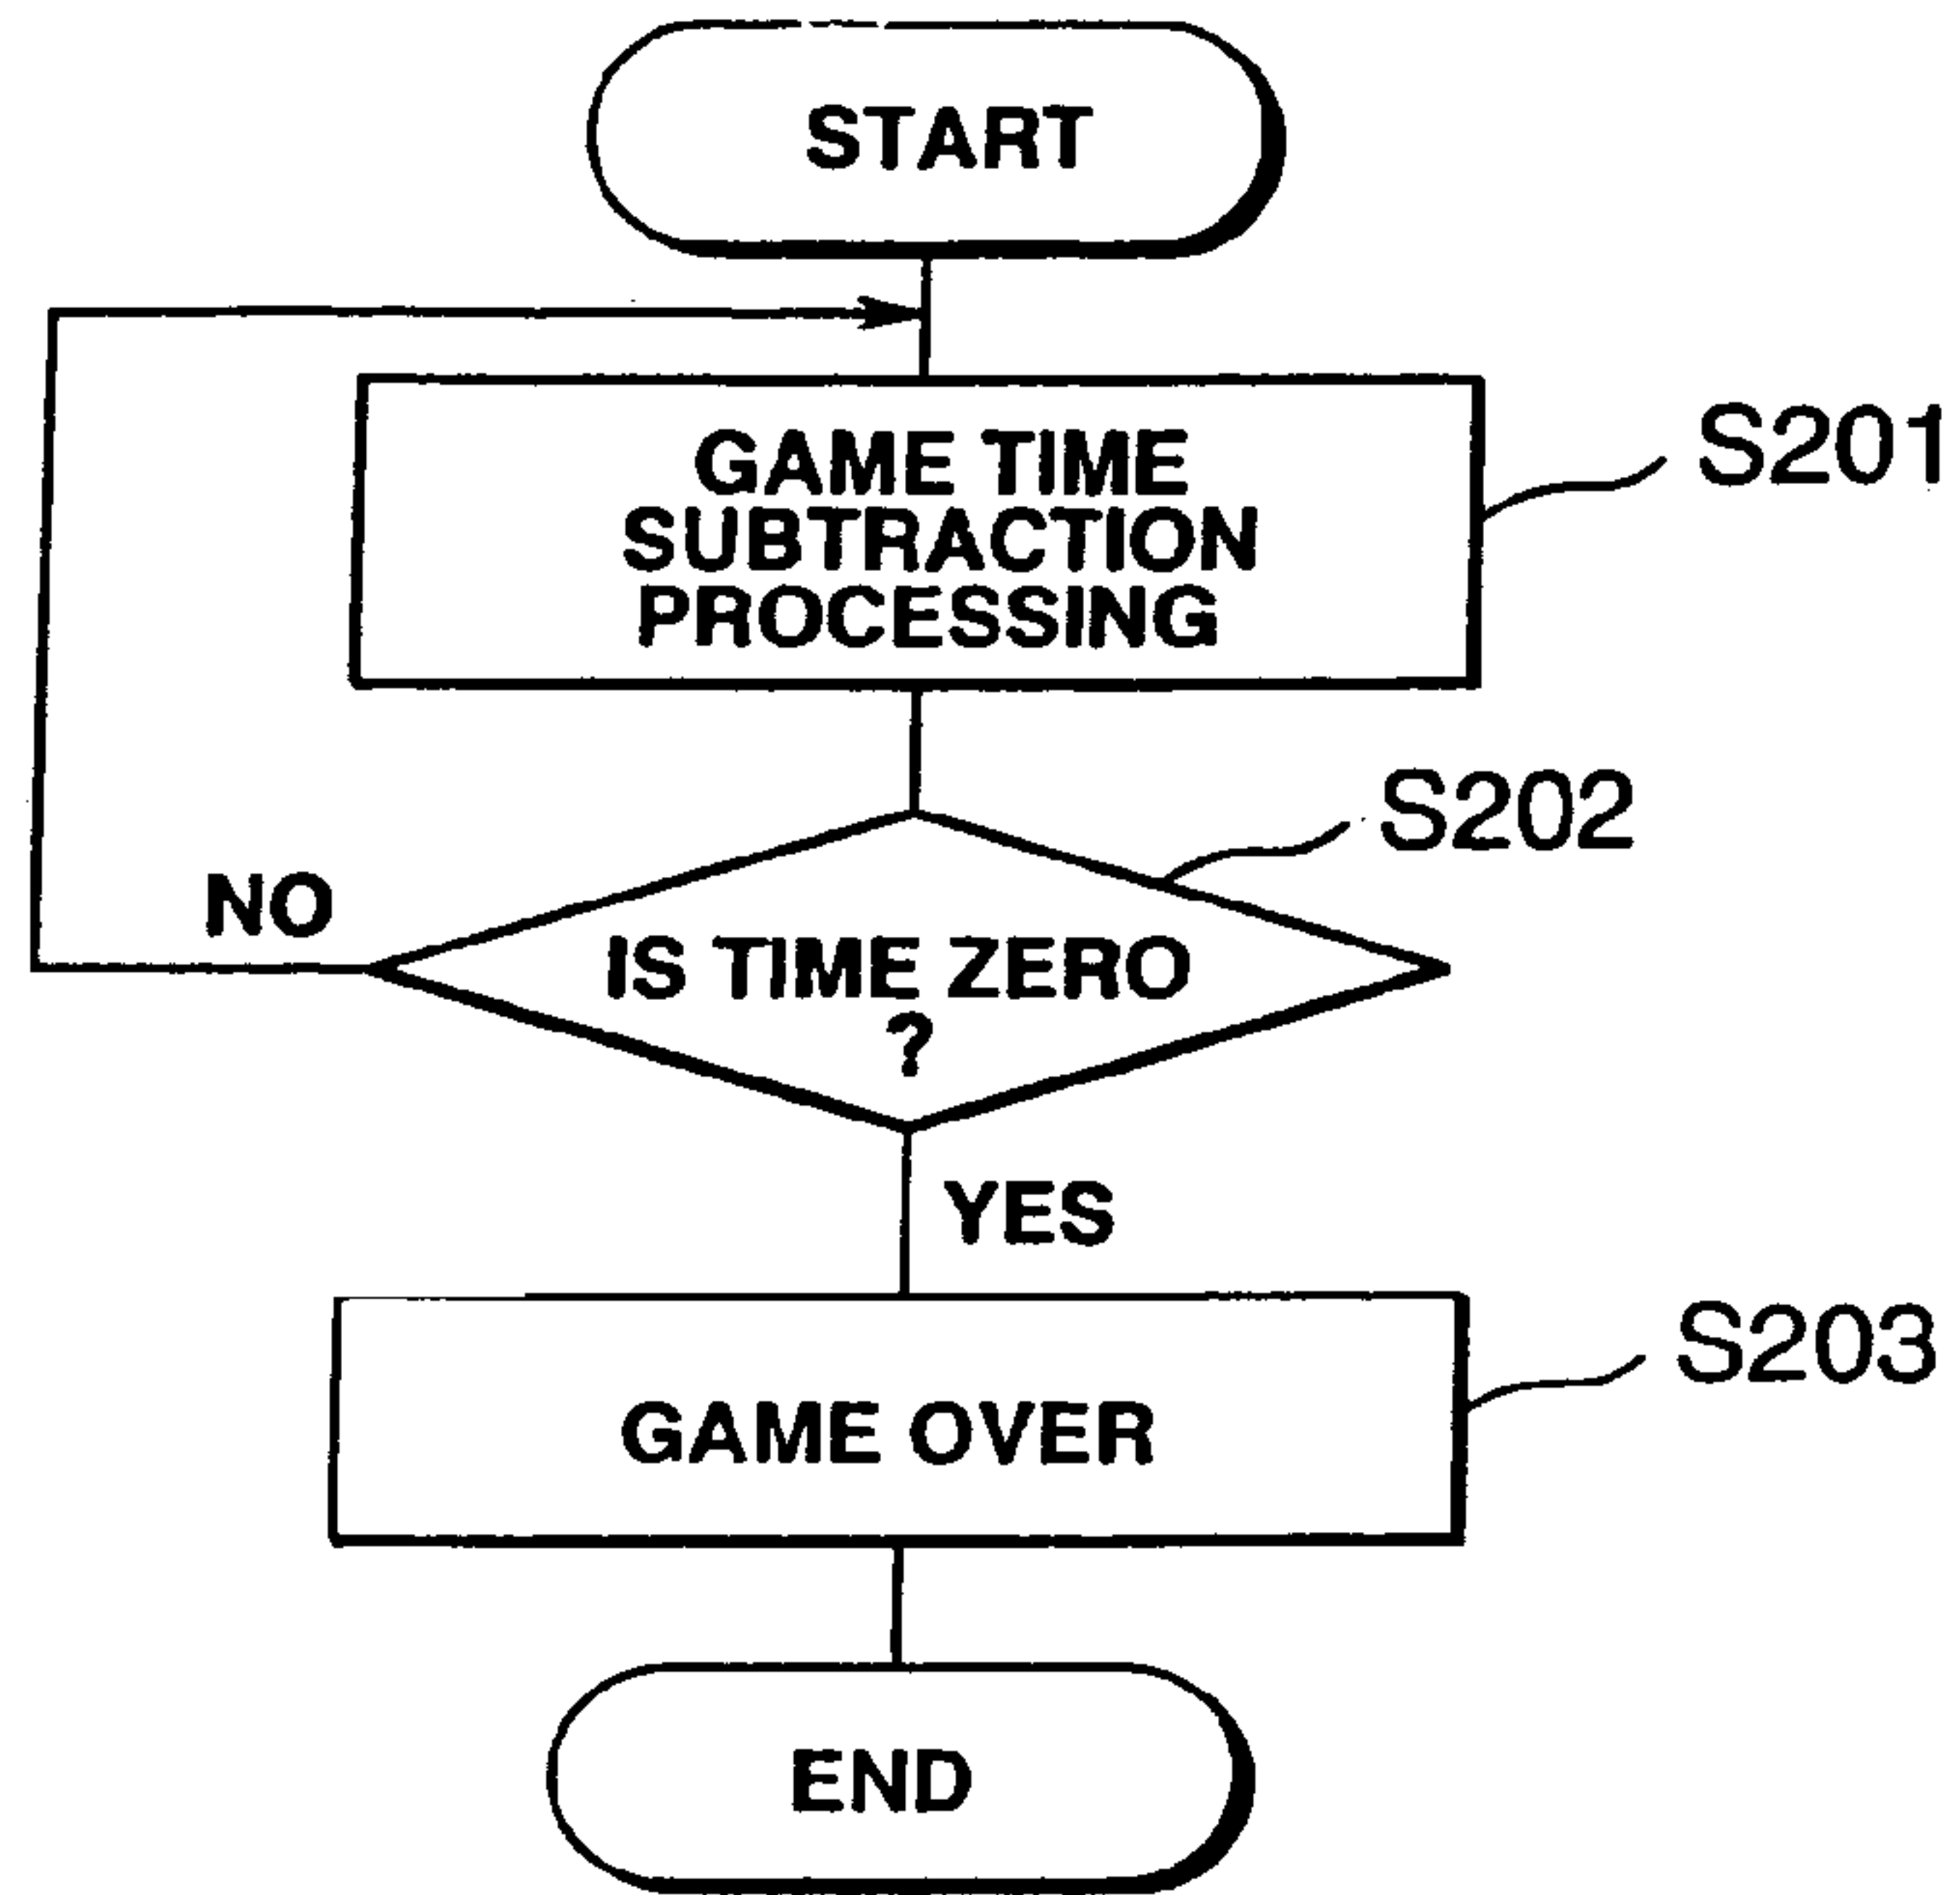 START
GAME TIME
SUBTRACTION
PROCESSING
S201
S202
NO
IS TIME ZERO
?
YES
S203
GAME OVER
END